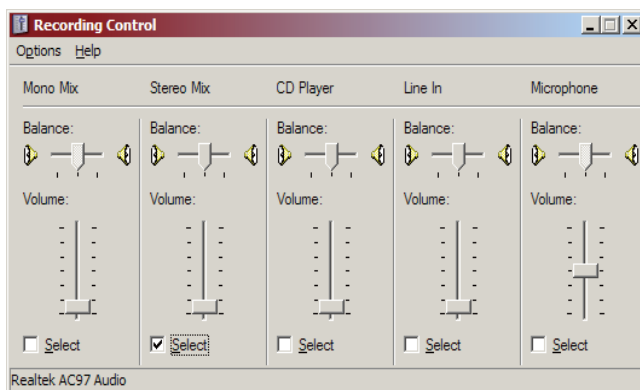 Recording Control
Options Help
Mono Mix Stereo Mix CD Player Line In Microphone
Balance: Balance: Balance: Balance: Balance:
Volume: Volume: Volume: Volume: Volume:
Select Select Select Select Select
Realtek AC97 Audio